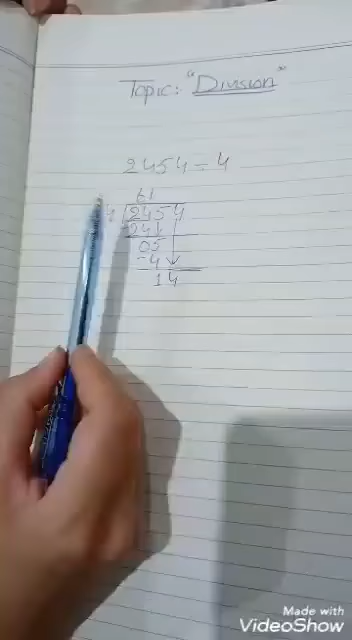 Topic: "Division"
2454 ÷ 4
61
4 2454
-24↓
05
-4↓
14
Made with
VideoShow